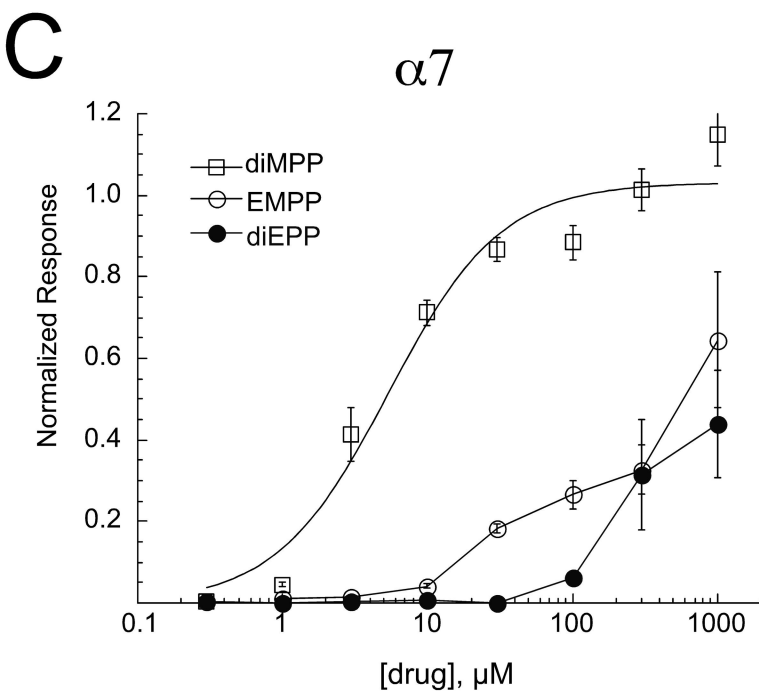 C
α7
1.2
1.0
0.8
0.6
0.4
0.2
Normalized Response
diMPP
EMPP
diEPP
0.1 1 10 100 1000
[drug], μM